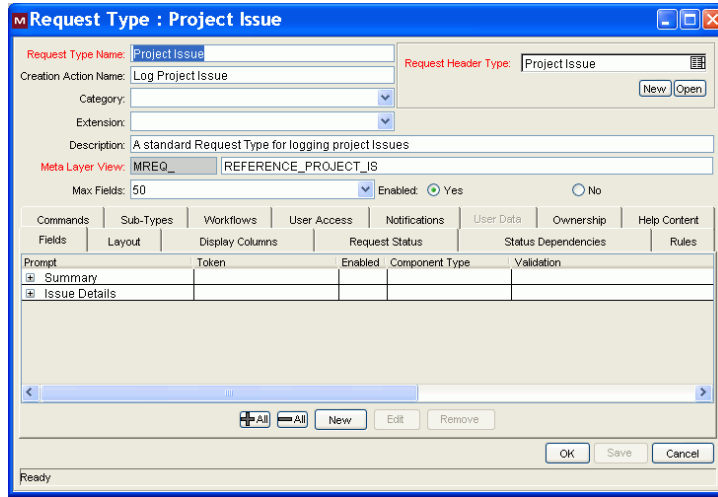 Request Type : Project Issue
Request Type Name: Project Issue
Request Header Type: Project Issue
Creation Action Name: Log Project Issue
New Open
Category:
Extension:
Description: A standard Request Type for logging project Issues
Meta Layer View: MREQ_ REFERENCE_PROJECT_IS
Max Fields: 50 Enabled: Yes No
Commands Sub-Types Workflows User Access Notifications User Data Ownership Help Content
Fields Layout Display Columns Request Status Status Dependencies Rules
Prompt Token Enabled Component Type Validation
Summary
Issue Details
All All New Edit Remove
OK Save Cancel
Ready